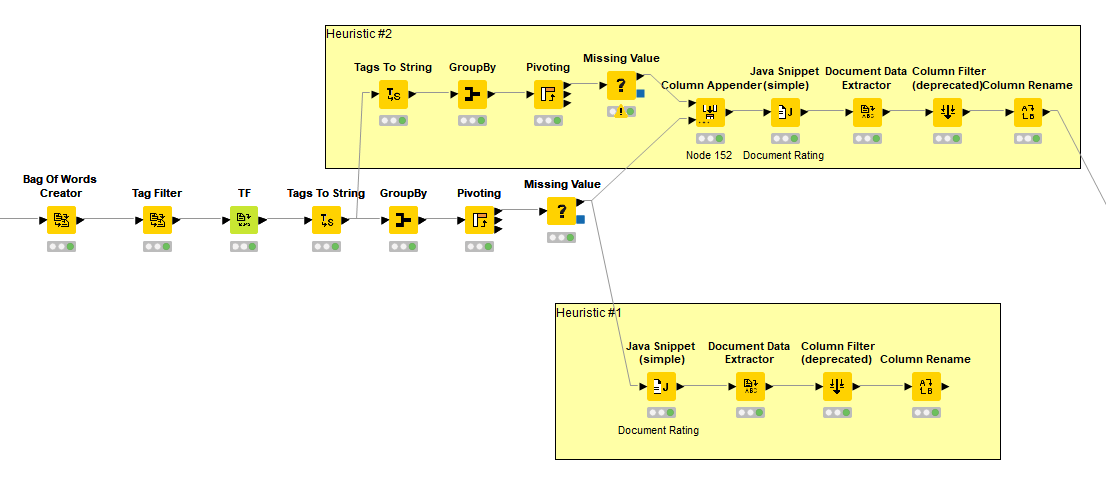 Heuristic #2
Missing Value
Tags To String
GroupBy
Pivoting
Column Appender
Java Snippet
(simple)
Document Data
Extractor
Column Filter
(deprecated)
Column Rename
Node 152
Document Rating
Bag Of Words
Creator
Tag Filter
TF
Tags To String
GroupBy
Pivoting
Missing Value
Heuristic #1
Java Snippet
(simple)
Document Data
Extractor
Column Filter
(deprecated)
Column Rename
Document Rating